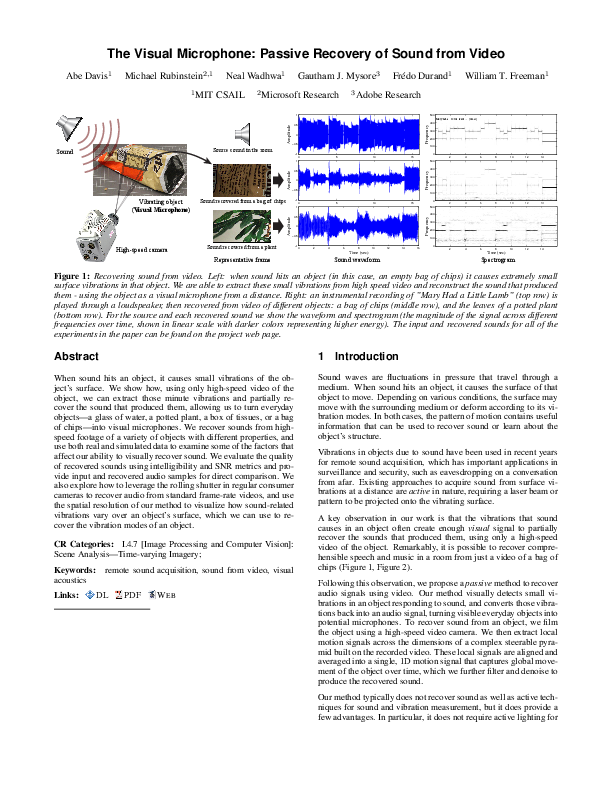 The Visual Microphone: Passive Recovery of Sound from Video
Abe Davis1 Michael Rubinstein2,1 Neal Wadhwa1 Gautham J. Mysore3 Frédo Durand1 William T. Freeman1
1MIT CSAIL 2Microsoft Research 3Adobe Research
Sound
Vibrating object
(Visual Microphone)
High-speed camera
Source sound in the room
Sound recovered from a bag of chips
Sound recovered from a plant
Representative frame
Amplitude
Amplitude
Amplitude
Time (sec)
Sound waveform
Frequency
Frequency
Frequency
Time (sec)
Spectrogram
Figure 1: Recovering sound from video. Left: when sound hits an object (in this case, an empty bag of chips) it causes extremely small
surface vibrations in that object. We are able to extract these small vibrations from high speed video and reconstruct the sound that produced
them - using the object as a visual microphone from a distance. Right: an instrumental recording of "Mary Had a Little Lamb" (top row) is
played through a loudspeaker, then recovered from video of different objects: a bag of chips (middle row), and the leaves of a potted plant
(bottom row). For the source and each recovered sound we show the waveform and spectrogram (the magnitude of the signal across different
frequencies over time, shown in linear scale with darker colors representing higher energy). The input and recovered sounds for all of the
experiments in the paper can be found on the project web page.
Abstract
When sound hits an object, it causes small vibrations of the ob-
ject's surface. We show how, using only high-speed video of the
object, we can extract those minute vibrations and partially re-
cover the sound that produced them, allowing us to turn everyday
objects—a glass of water, a potted plant, a box of tissues, or a bag
of chips—into visual microphones. We recover sounds from high-
speed footage of a variety of objects with different properties, and
use both real and simulated data to examine some of the factors that
affect our ability to visually recover sound. We evaluate the quality
of recovered sounds using intelligibility and SNR metrics and pro-
vide input and recovered audio samples for direct comparison. We
also explore how to leverage the rolling shutter in regular consumer
cameras to recover audio from standard frame-rate videos, and use
the spatial resolution of our method to visualize how sound-related
vibrations vary over an object's surface, which we can use to re-
cover the vibration modes of an object.
CR Categories: I.4.7 [Image Processing and Computer Vision]:
Scene Analysis—Time-varying Imagery;
Keywords: remote sound acquisition, sound from video, visual
acoustics
Links: DL PDF WEB
1 Introduction
Sound waves are fluctuations in pressure that travel through a
medium. When sound hits an object, it causes the surface of that
object to move. Depending on various conditions, the surface may
move with the surrounding medium or deform according to its vi-
bration modes. In both cases, the pattern of motion contains useful
information that can be used to recover sound or learn about the
object's structure.
Vibrations in objects due to sound have been used in recent years
for remote sound acquisition, which has important applications in
surveillance and security, such as eavesdropping on a conversation
from afar. Existing approaches to acquire sound from surface vi-
brations at a distance are active in nature, requiring a laser beam or
pattern to be projected onto the vibrating surface.
A key observation in our work is that the vibrations that sound
causes in an object often create enough visual signal to partially
recover the sounds that produced them, using only a high-speed
video of the object. Remarkably, it is possible to recover compre-
hensible speech and music in a room from just a video of a bag of
chips (Figure 1, Figure 2).
Following this observation, we propose a passive method to recover
audio signals using video. Our method visually detects small vi-
brations in an object responding to sound, and converts those vibra-
tions back into an audio signal, turning visible everyday objects into
potential microphones. To recover sound from an object, we film
the object using a high-speed video camera. We then extract local
motion signals across the dimensions of a complex steerable pyra-
mid built on the recorded video. These local signals are aligned and
averaged into a single, 1D motion signal that captures global move-
ment of the object over time, which we further filter and denoise to
produce the recovered sound.
Our method typically does not recover sound as well as active tech-
niques for sound and vibration measurement, but it does provide a
few advantages. In particular, it does not require active lighting for